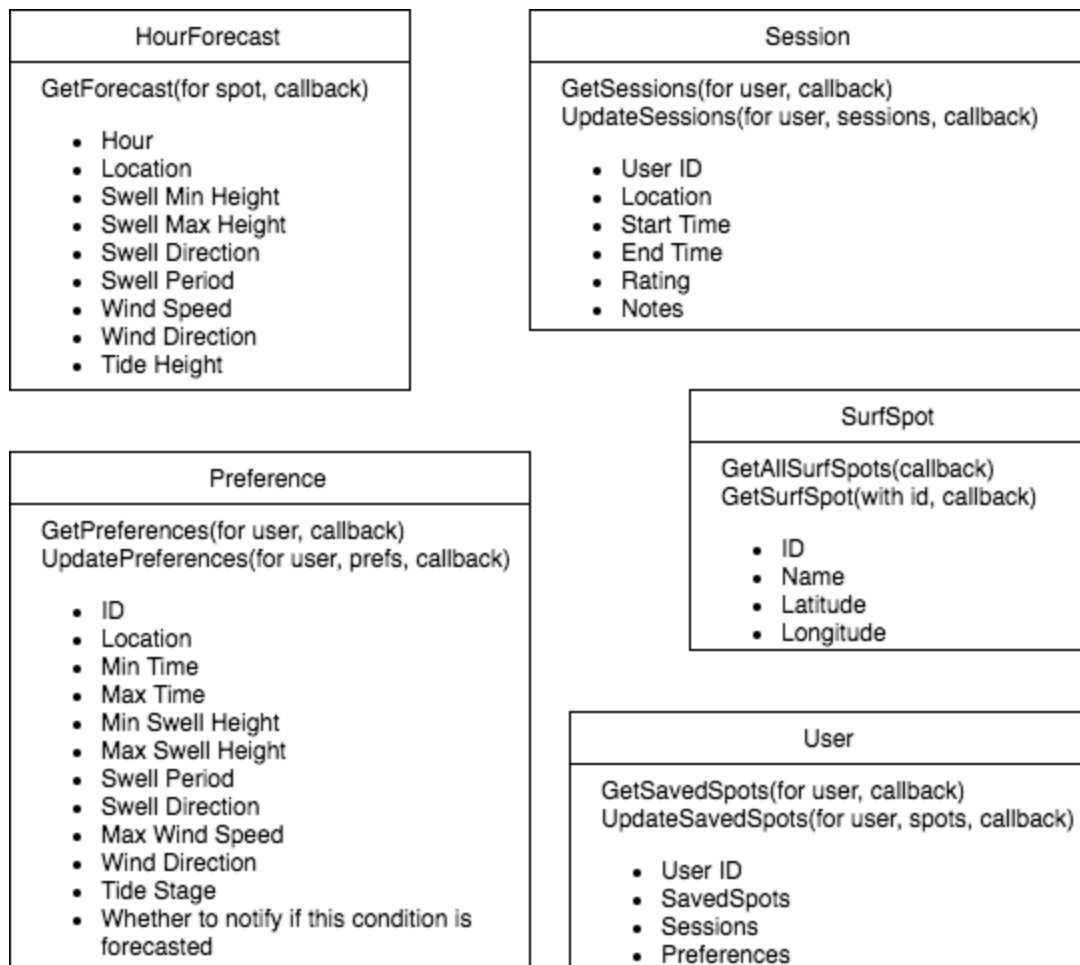 HourForecast
GetForecast(for spot, callback)
• Hour
• Location
• Swell Min Height
• Swell Max Height
• Swell Direction
• Swell Period
• Wind Speed
• Wind Direction
• Tide Height
Session
GetSessions(for user, callback)
UpdateSessions(for user, sessions, callback)
• User ID
• Location
• Start Time
• End Time
• Rating
• Notes
SurfSpot
GetAllSurfSpots(callback)
GetSurfSpot(with id, callback)
• ID
• Name
• Latitude
• Longitude
Preference
GetPreferences(for user, callback)
UpdatePreferences(for user, prefs, callback)
• ID
• Location
• Min Time
• Max Time
• Min Swell Height
• Max Swell Height
• Swell Period
• Swell Direction
• Max Wind Speed
• Wind Direction
• Tide Stage
• Whether to notify if this condition is
forecasted
User
GetSavedSpots(for user, callback)
UpdateSavedSpots(for user, spots, callback)
• User ID
• SavedSpots
• Sessions
• Preferences